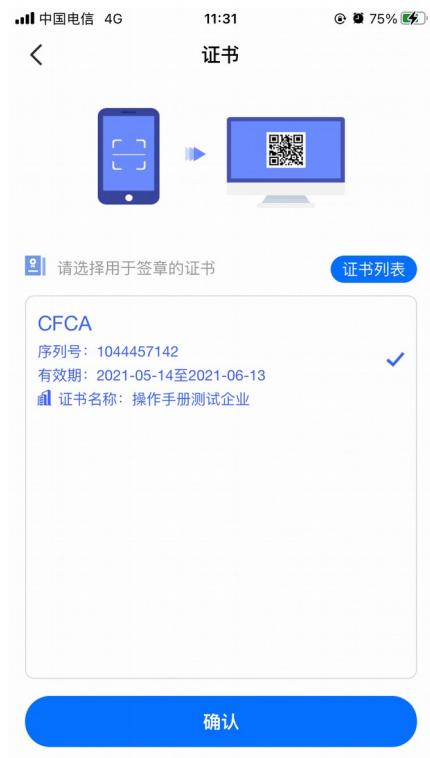 中国电信 4G 11:31 75%
证书
请选择用于签章的证书 证书列表
CFCA
序列号：1044457142
有效期：2021-05-14至2021-06-13
证书名称：操作手册测试企业
确认